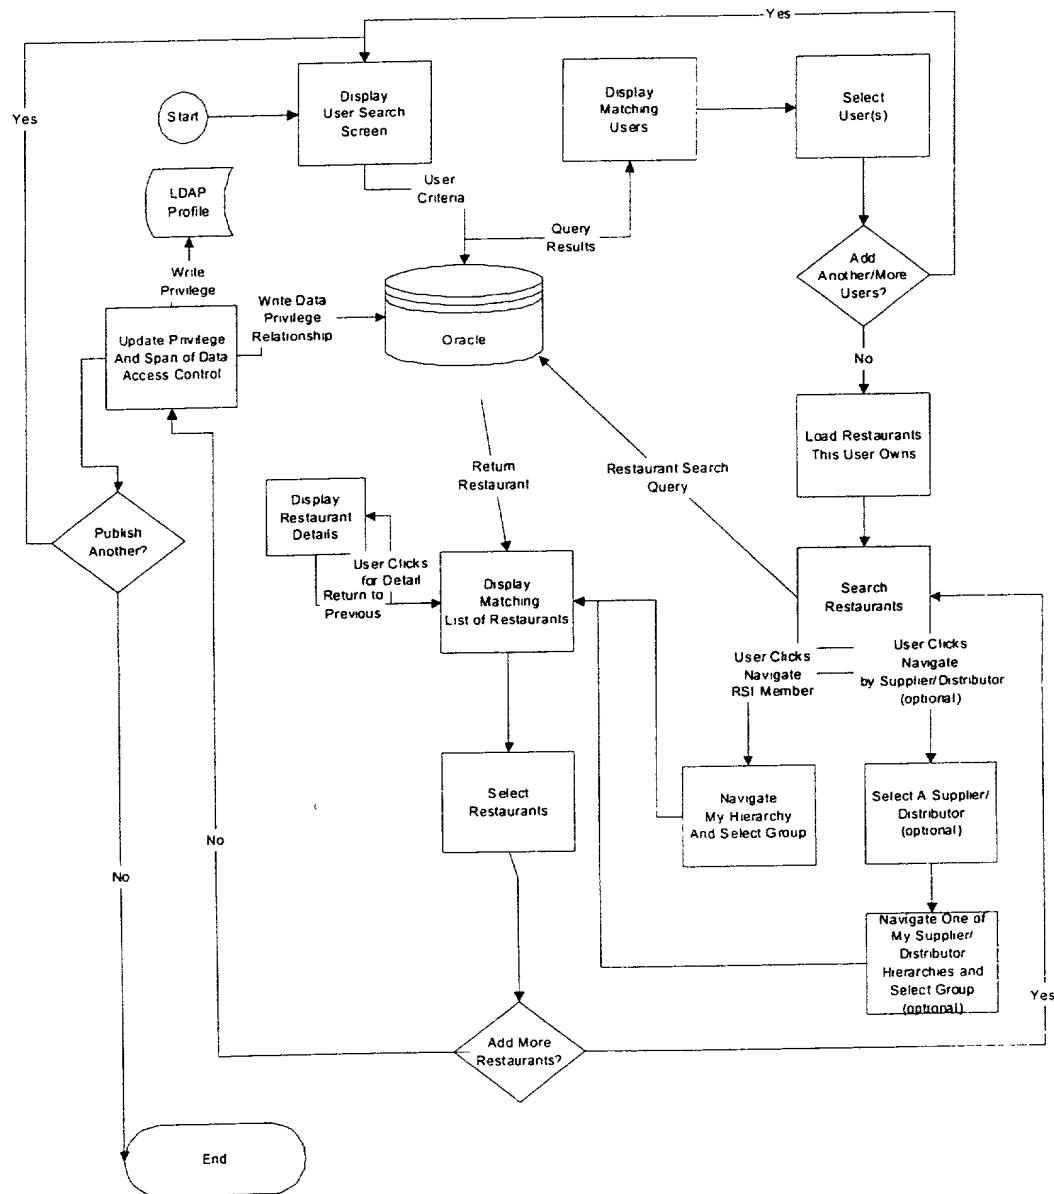 Yes
Yes
Start
Display
User Search
Screen
Display
Matching
Users
Select
User(s)
LDAP
Profile
User
Criteria
Query
Results
Add
Another/More
Users?
Write
Privilege
Write Data
Privilege
Relationship
Oracle
Update Privilege
And Span of Data
Access Control
No
Load Restaurants
This User Owns
Return
Restaurant
Restaurant Search
Query
Display
Restaurant
Details
Publish
Another?
User Clicks
for Detail
Return to
Previous
Display
Matching
List of Restaurants
Search
Restaurants
User Clicks
Navigate
RSI Member
User Clicks
Navigate
by Supplier/Distributor
(optional)
Select
Restaurants
Navigate
My Hierarchy
And Select Group
Select A Supplier/
Distributor
(optional)
No
No
Navigate One of
My Supplier/
Distributor
Hierarchies and
Select Group
(optional)
Yes
Add More
Restaurants?
End